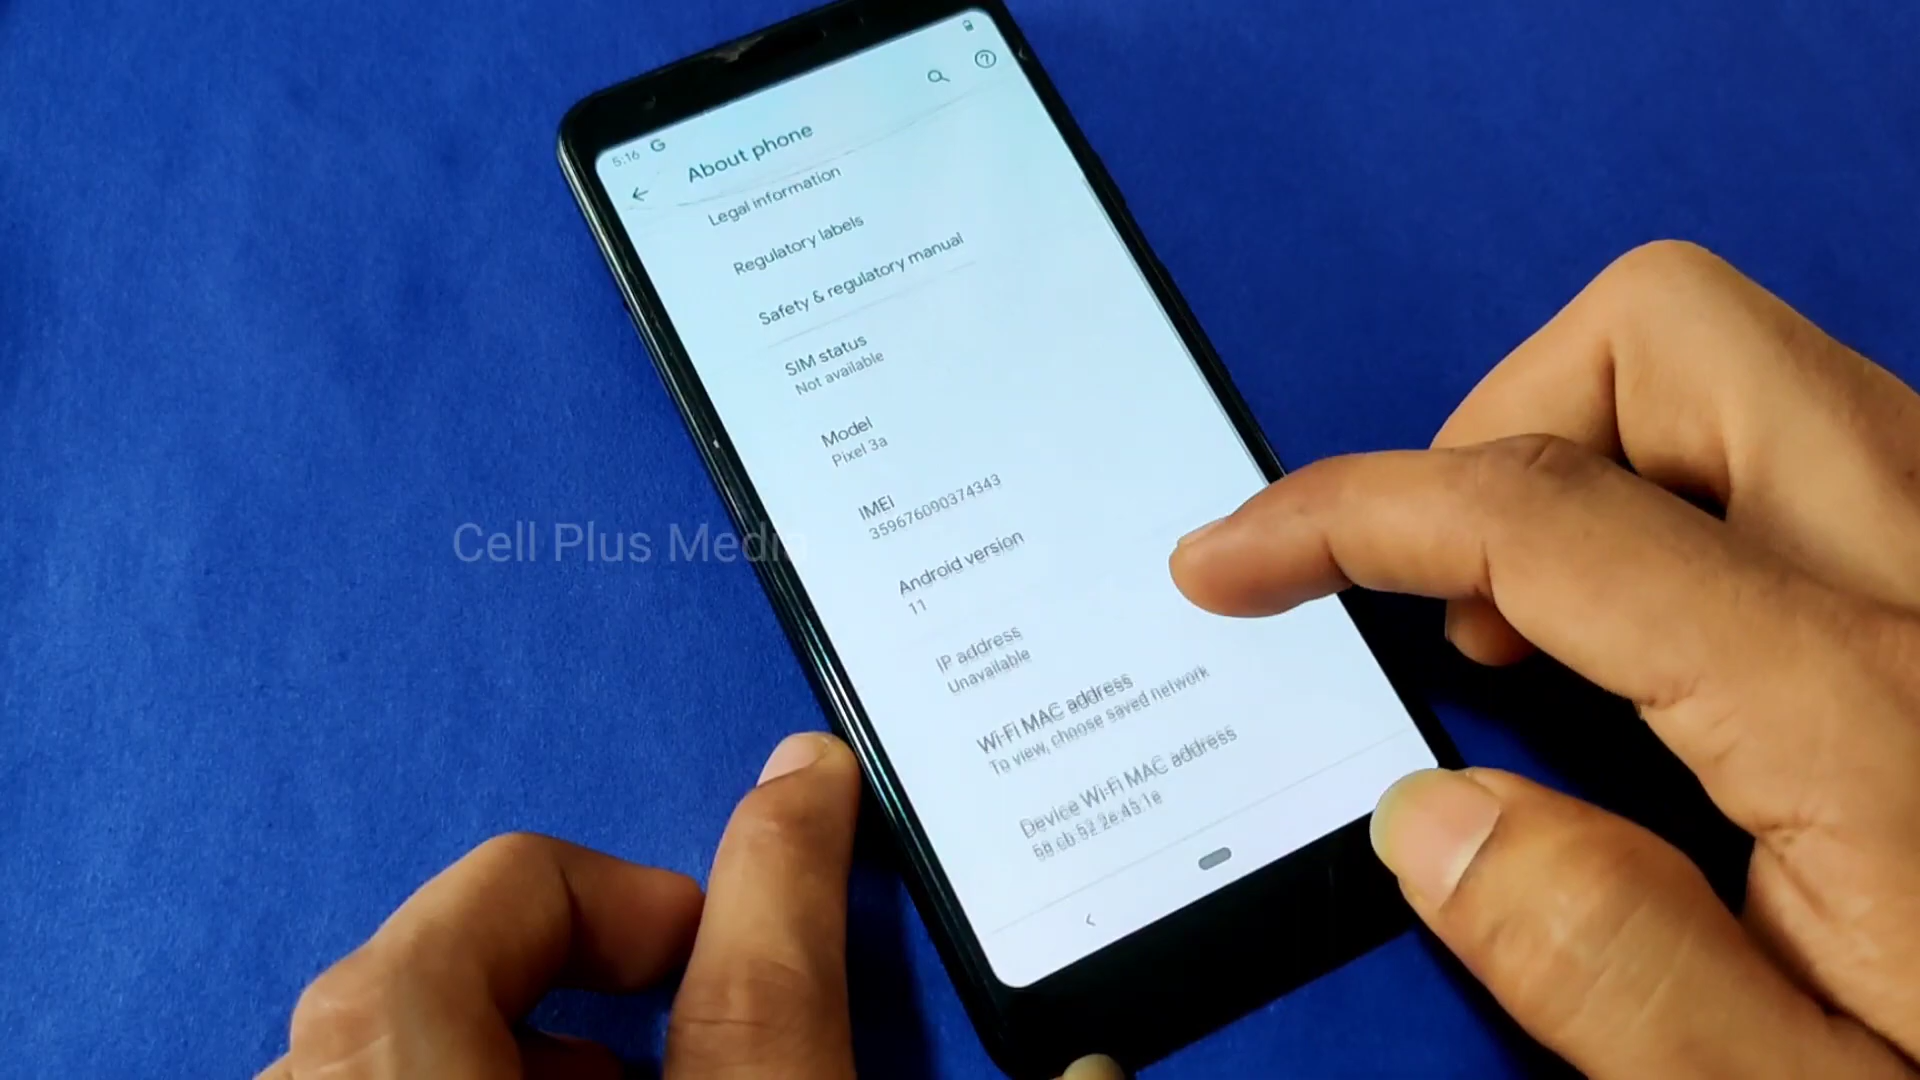 5:16 G
About phone
Legal information
Regulatory labels
Safety & regulatory manual
SIM status
Not available
Model
Pixel 3a
IMEI
359676090374343
Android version
11
IP address
Unavailable
Wi-Fi MAC address
To view, choose saved network
Device Wi-Fi MAC address
Cell Plus Media